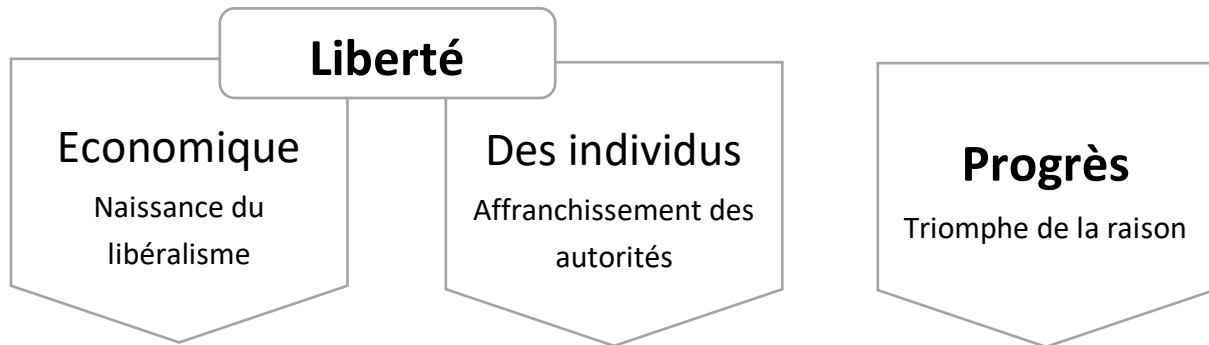 Liberté
Economique
Naissance du
libéralisme
Des individus
Affranchissement des
autorités
Progrès
Triomphe de la raison